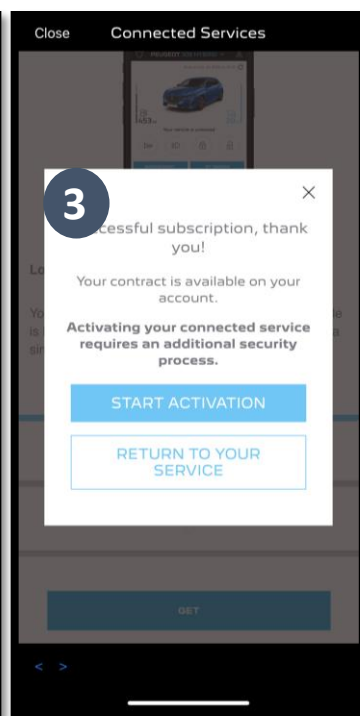 Close Connected Services
3
cessful subscription, thank
you!
Your contract is available on your
account.
Activating your connected service
requires an additional security
process.
START ACTIVATION
RETURN TO YOUR
SERVICE
GET
< >